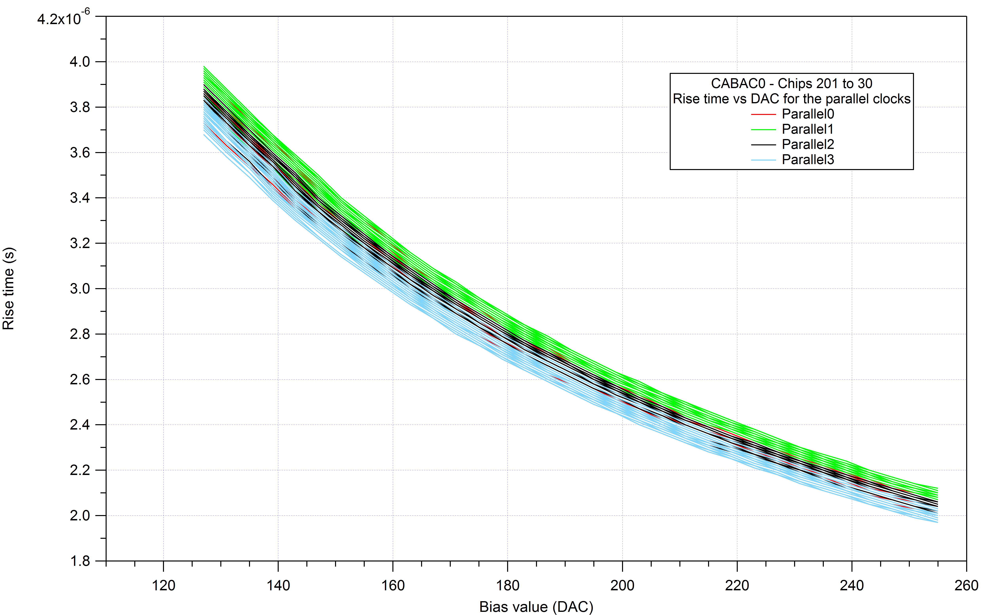 4.2x10-6
4.0
3.8
3.6
3.4
3.2
3.0
2.8
2.6
2.4
2.2
2.0
1.8
Rise time (s)
CABAC0 - Chips 201 to 30
Rise time vs DAC for the parallel clocks
Parallel0
Parallel1
Parallel2
Parallel3
120 140 160 180 200 220 240 260
Bias value (DAC)